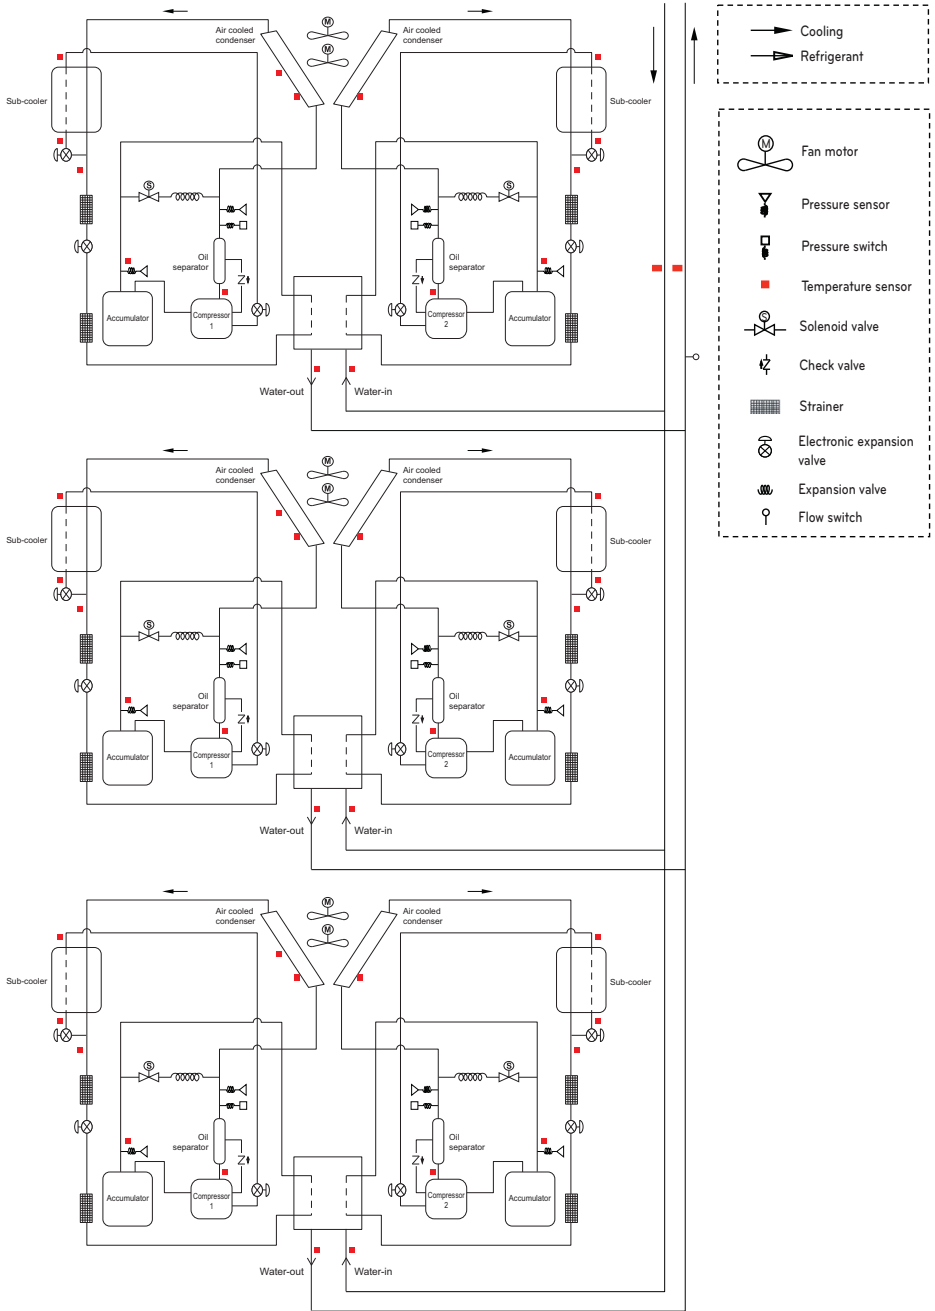 Air cooled
condenser
M
M
Air cooled
condenser
Sub-cooler
Sub-cooler
S
S
Oil
separator
Oil
separator
Accumulator
Compressor
1
Compressor
2
Accumulator
Water-out
Water-in
Air cooled
condenser
M
M
Air cooled
condenser
Sub-cooler
Sub-cooler
S
S
Oil
separator
Oil
separator
Accumulator
Compressor
1
Compressor
2
Accumulator
Water-out
Water-in
Air cooled
condenser
M
M
Air cooled
condenser
Sub-cooler
Sub-cooler
S
S
Oil
separator
Oil
separator
Accumulator
Compressor
1
Compressor
2
Accumulator
Water-out
Water-in
Cooling
Refrigerant
M
Fan motor
Pressure sensor
Pressure switch
Temperature sensor
S
Solenoid valve
Check valve
Strainer
Electronic expansion
valve
Expansion valve
Flow switch